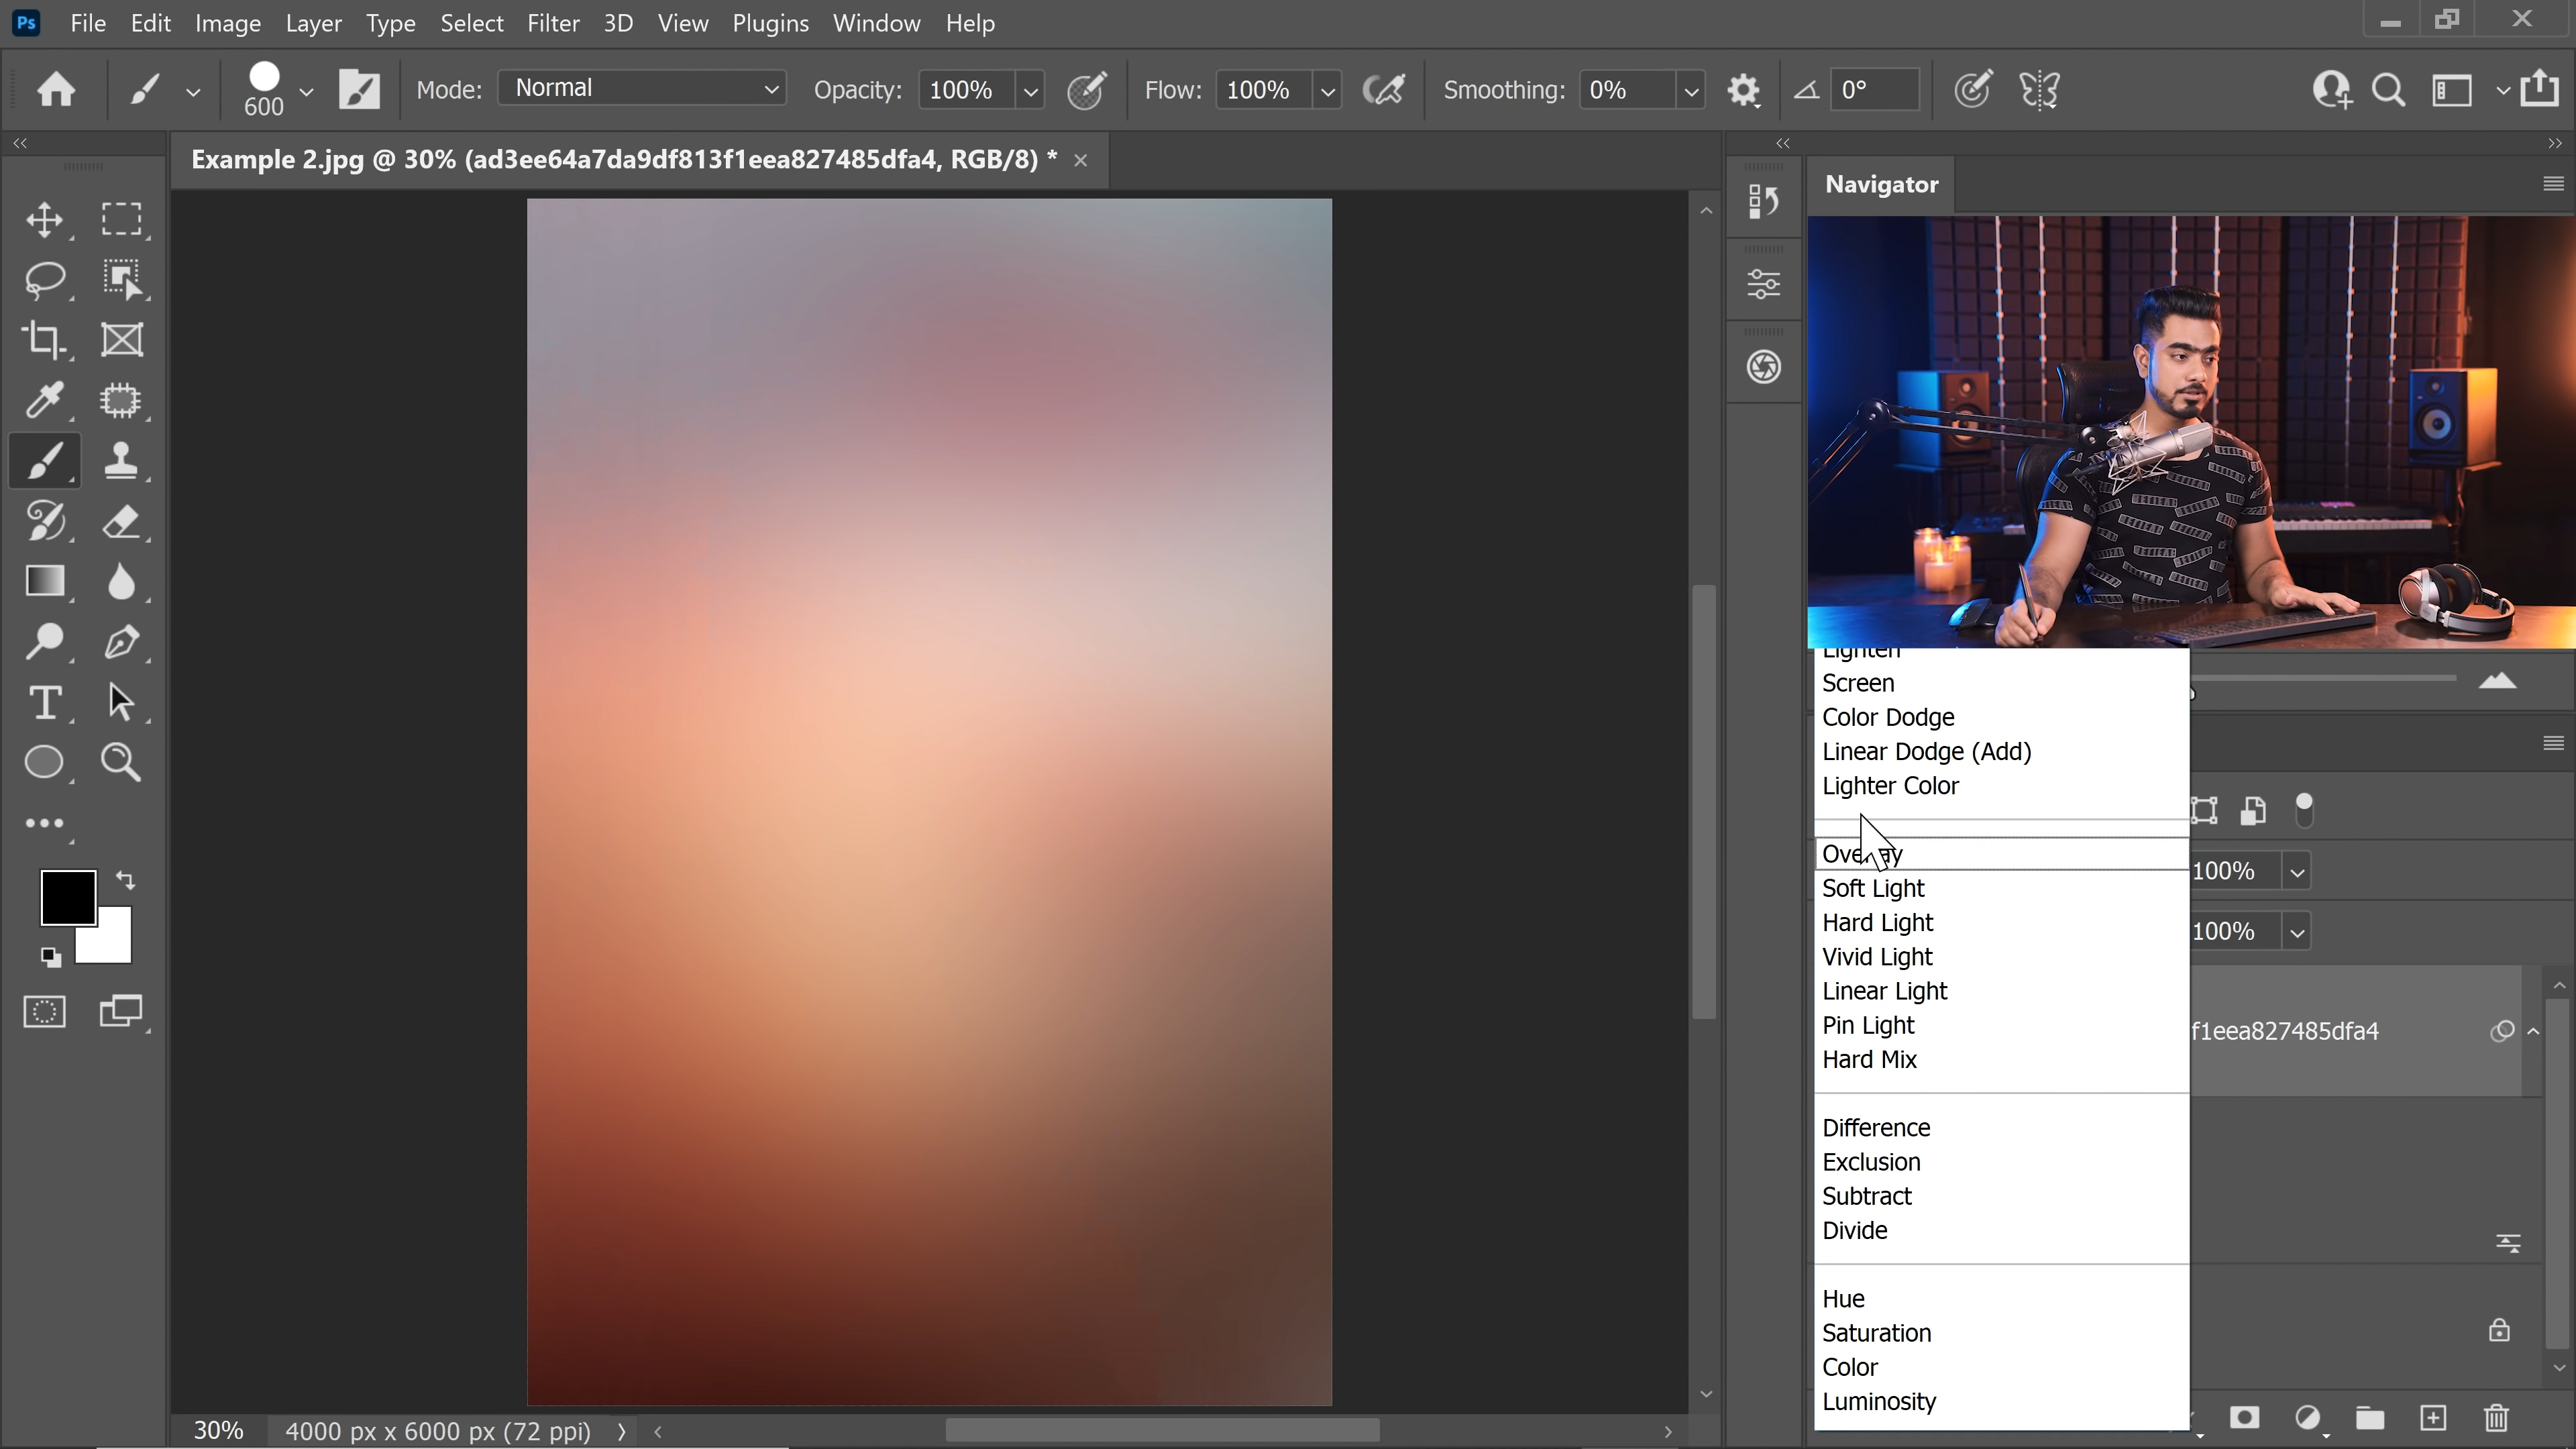 Ps File Edit Image Layer Type Select Filter 3D View Plugins Window Help
600 Mode: Normal Opacity: 100% Flow: 100% Smoothing: 0% 0°
Example 2.jpg @ 30% (ad3ee64a7da9df813f1eea827485dfa4, RGB/8) *
Navigator
Lighten
Screen
Color Dodge
Linear Dodge (Add)
Lighter Color
Overlay
100%
Soft Light
Hard Light
100%
Vivid Light
Linear Light
Pin Light
f1eea827485dfa4
Hard Mix
Difference
Exclusion
Subtract
Divide
Hue
Saturation
Color
Luminosity
30% 4000 px x 6000 px (72 ppi)